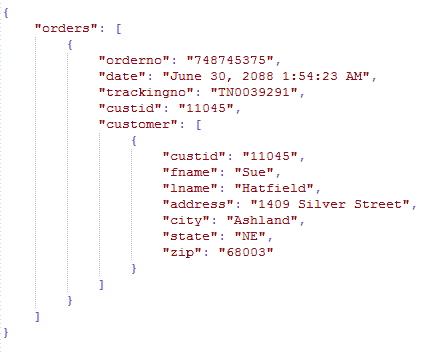 {
    "orders": [
        {
            "orderno": "748745375",
            "date": "June 30, 2088 1:54:23 AM",
            "trackingno": "TN0039291",
            "custid": "11045",
            "customer": [
                {
                    "custid": "11045",
                    "fname": "Sue",
                    "lname": "Hatfield",
                    "address": "1409 Silver Street",
                    "city": "Ashland",
                    "state": "NE",
                    "zip": "68003"
                }
            ]
        }
    ]
}